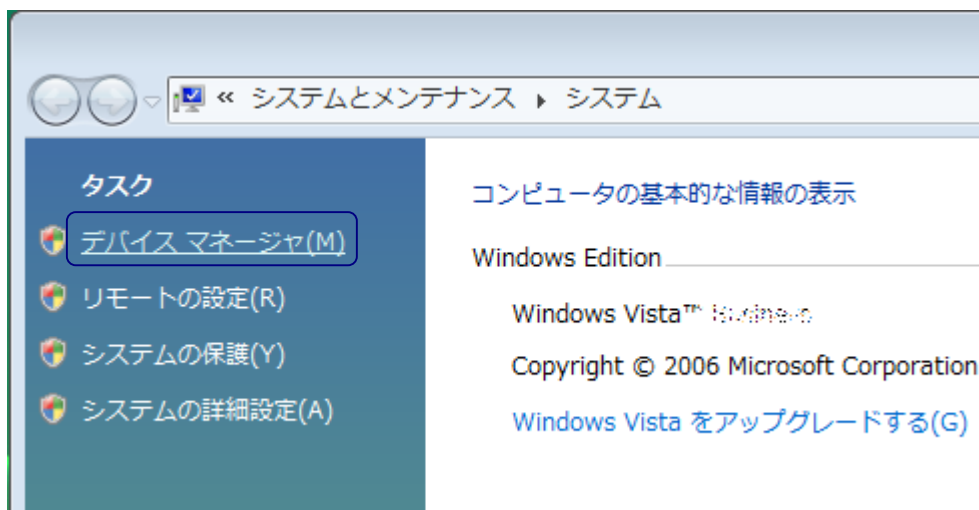 « システムとメンテナンス ▸ システム
タスク
デバイス マネージャ(M)
リモートの設定(R)
システムの保護(Y)
システムの詳細設定(A)
コンピュータの基本的な情報の表示
Windows Edition
Windows Vista™
Copyright © 2006 Microsoft Corporation
Windows Vista をアップグレードする(G)